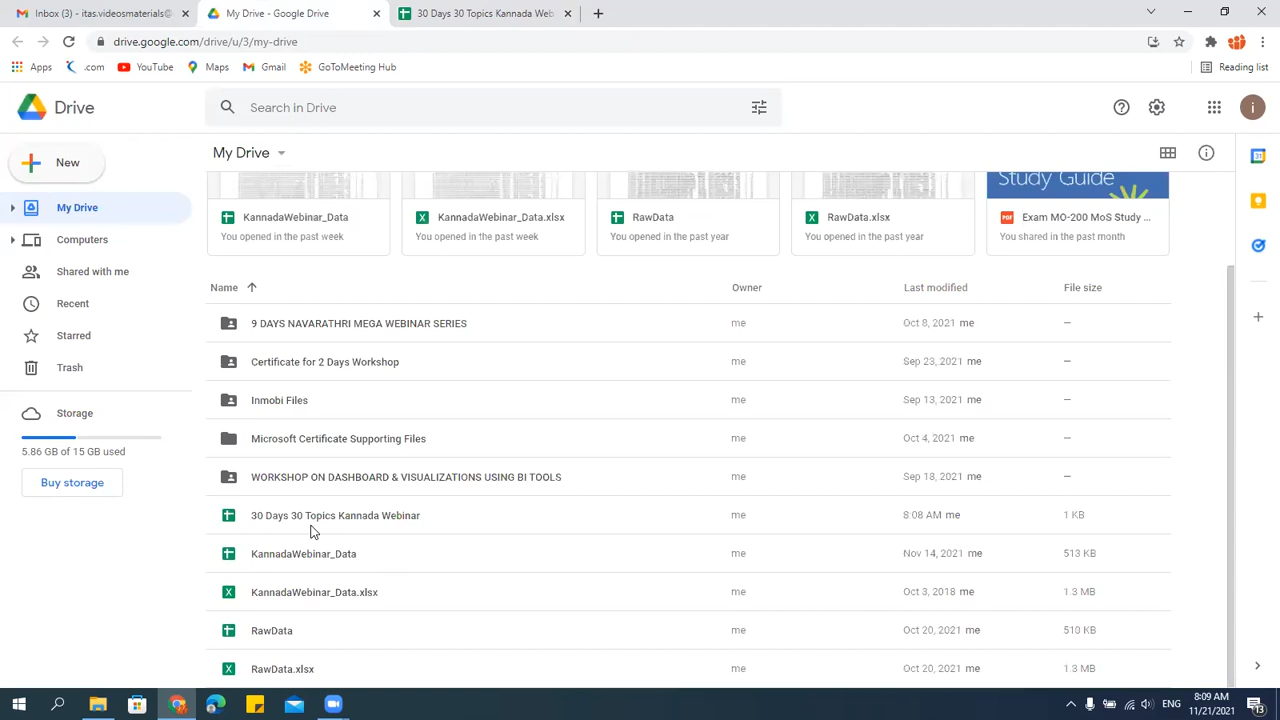 Inbox (3) - itas.videosmaterials@
My Drive - Google Drive
30 Days 30 Topics Kannada Web
drive.google.com/drive/u/3/my-drive
Apps
.com
YouTube
Maps
Gmail
GoToMeeting Hub
Reading list
Drive
Search in Drive
i
New
My Drive
Computers
Shared with me
Recent
Starred
Trash
Storage
5.86 GB of 15 GB used
Buy storage
My Drive
Study Guide
KannadaWebinar_Data
You opened in the past week
KannadaWebinar_Data.xlsx
You opened in the past week
RawData
You opened in the past year
RawData.xlsx
You opened in the past year
PDF
Exam MO-200 MoS Study ...
You shared in the past month
Name Owner Last modified File size
9 DAYS NAVARATHRI MEGA WEBINAR SERIES me Oct 8, 2021 me —
Certificate for 2 Days Workshop me Sep 23, 2021 me —
Inmobi Files me Sep 13, 2021 me —
Microsoft Certificate Supporting Files me Oct 4, 2021 me —
WORKSHOP ON DASHBOARD & VISUALIZATIONS USING BI TOOLS me Sep 18, 2021 me —
30 Days 30 Topics Kannada Webinar me 8:08 AM me 1 KB
KannadaWebinar_Data me Nov 14, 2021 me 513 KB
X KannadaWebinar_Data.xlsx me Oct 3, 2018 me 1.3 MB
RawData me Oct 20, 2021 me 510 KB
X RawData.xlsx me Oct 20, 2021 me 1.3 MB
31
ENG
8:09 AM
11/21/2021
13